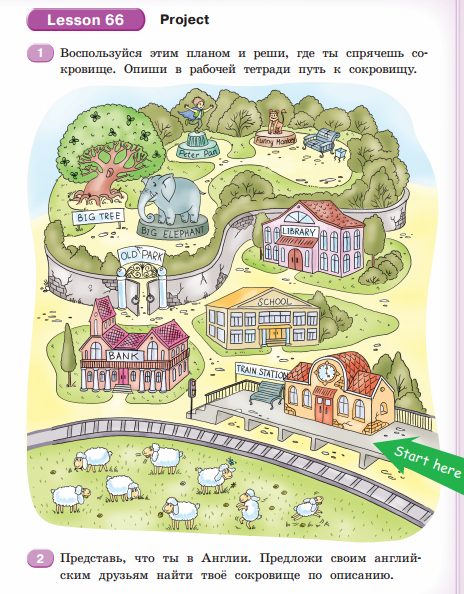 Lesson 66 Project
1 Воспользуйся этим планом и реши, где ты спрячешь со-
кровище. Опиши в рабочей тетради путь к сокровищу.
Peter Pan
Funny Monkey
BIG TREE
BIG ELEPHANT
LIBRARY
OLD PARK
SCHOOL
BANK
TRAIN STATION
Start here
2 Представь, что ты в Англии. Предложи своим англий-
ским друзьям найти твоё сокровище по описанию.